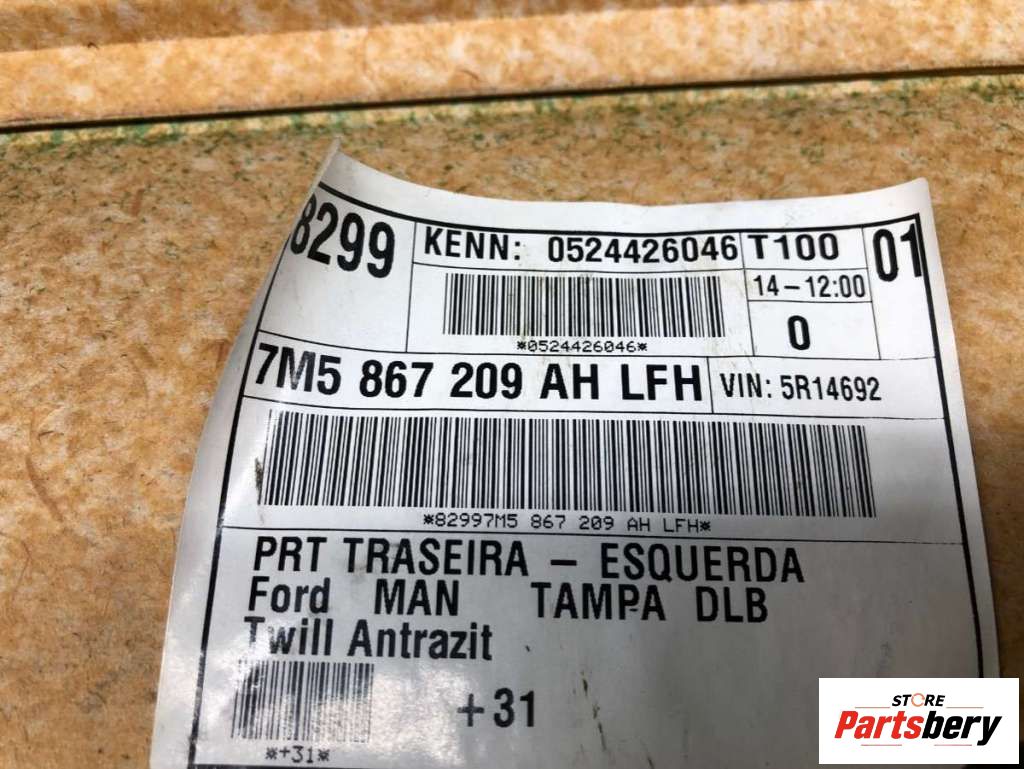 8299
KENN: 0524426046
T100
01
14-12:00
*0524426046*
0
7M5 867 209 AH LFH
VIN: 5R14692
*82997M5 867 209 AH LFH*
PRT TRASEIRA - ESQUERDA
Ford MAN TAMPA DLB
Twill Antrazit
+31
*+31*
STORE
Partsbery